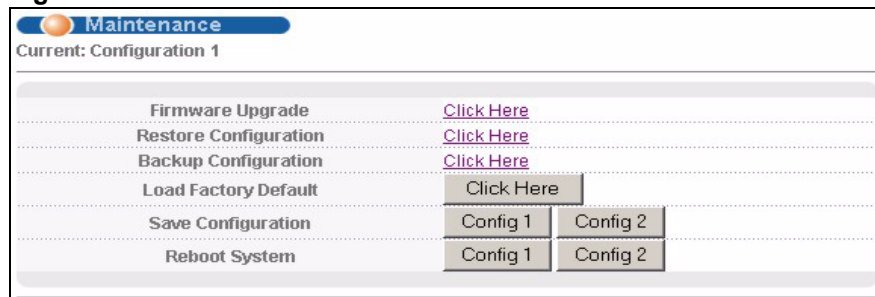 Maintenance
Current: Configuration 1
Firmware Upgrade Click Here
Restore Configuration Click Here
Backup Configuration Click Here
Load Factory Default Click Here
Save Configuration Config 1 Config 2
Reboot System Config 1 Config 2